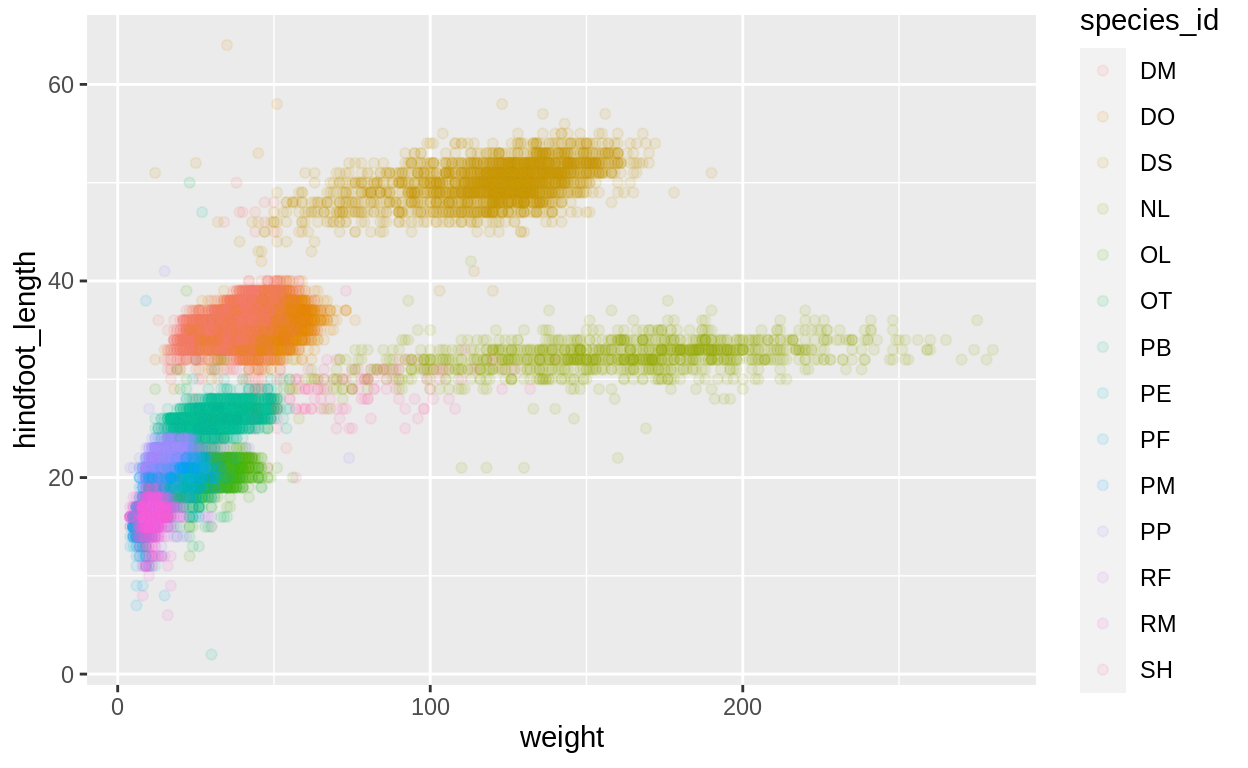 species_id
DM
DO
DS
NL
OL
OT
PB
PE
PF
PM
PP
RF
RM
SH
hindfoot_length
60
40
20
0
0 100 200
weight